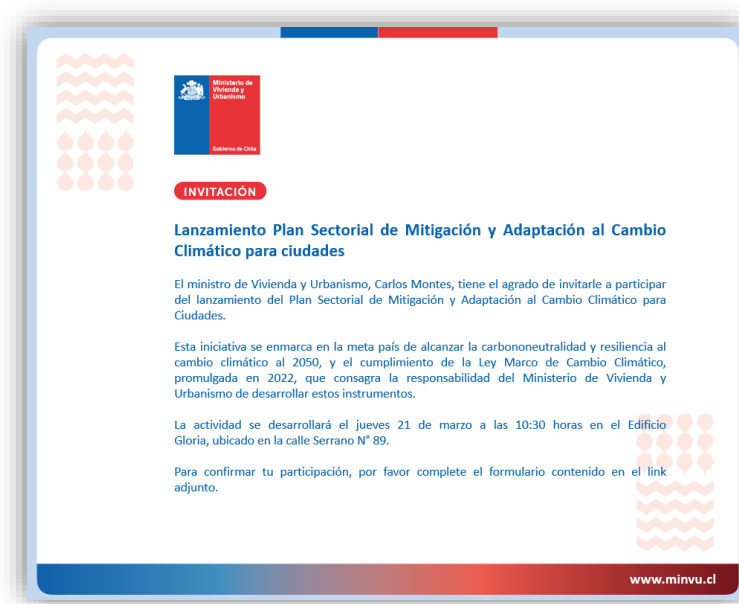 Ministerio de
Vivienda y
Urbanismo
Gobierno de Chile
INVITACIÓN
Lanzamiento Plan Sectorial de Mitigación y Adaptación al Cambio
Climático para ciudades
El ministro de Vivienda y Urbanismo, Carlos Montes, tiene el agrado de invitarle a participar
del lanzamiento del Plan Sectorial de Mitigación y Adaptación al Cambio Climático para
Ciudades.
Esta iniciativa se enmarca en la meta país de alcanzar la carbononeutralidad y resiliencia al
cambio climático al 2050, y el cumplimiento de la Ley Marco de Cambio Climático,
promulgada en 2022, que consagra la responsabilidad del Ministerio de Vivienda y
Urbanismo de desarrollar estos instrumentos.
La actividad se desarrollará el jueves 21 de marzo a las 10:30 horas en el Edificio
Gloria, ubicado en la calle Serrano N° 89.
Para confirmar tu participación, por favor complete el formulario contenido en el link
adjunto.
www.minvu.cl